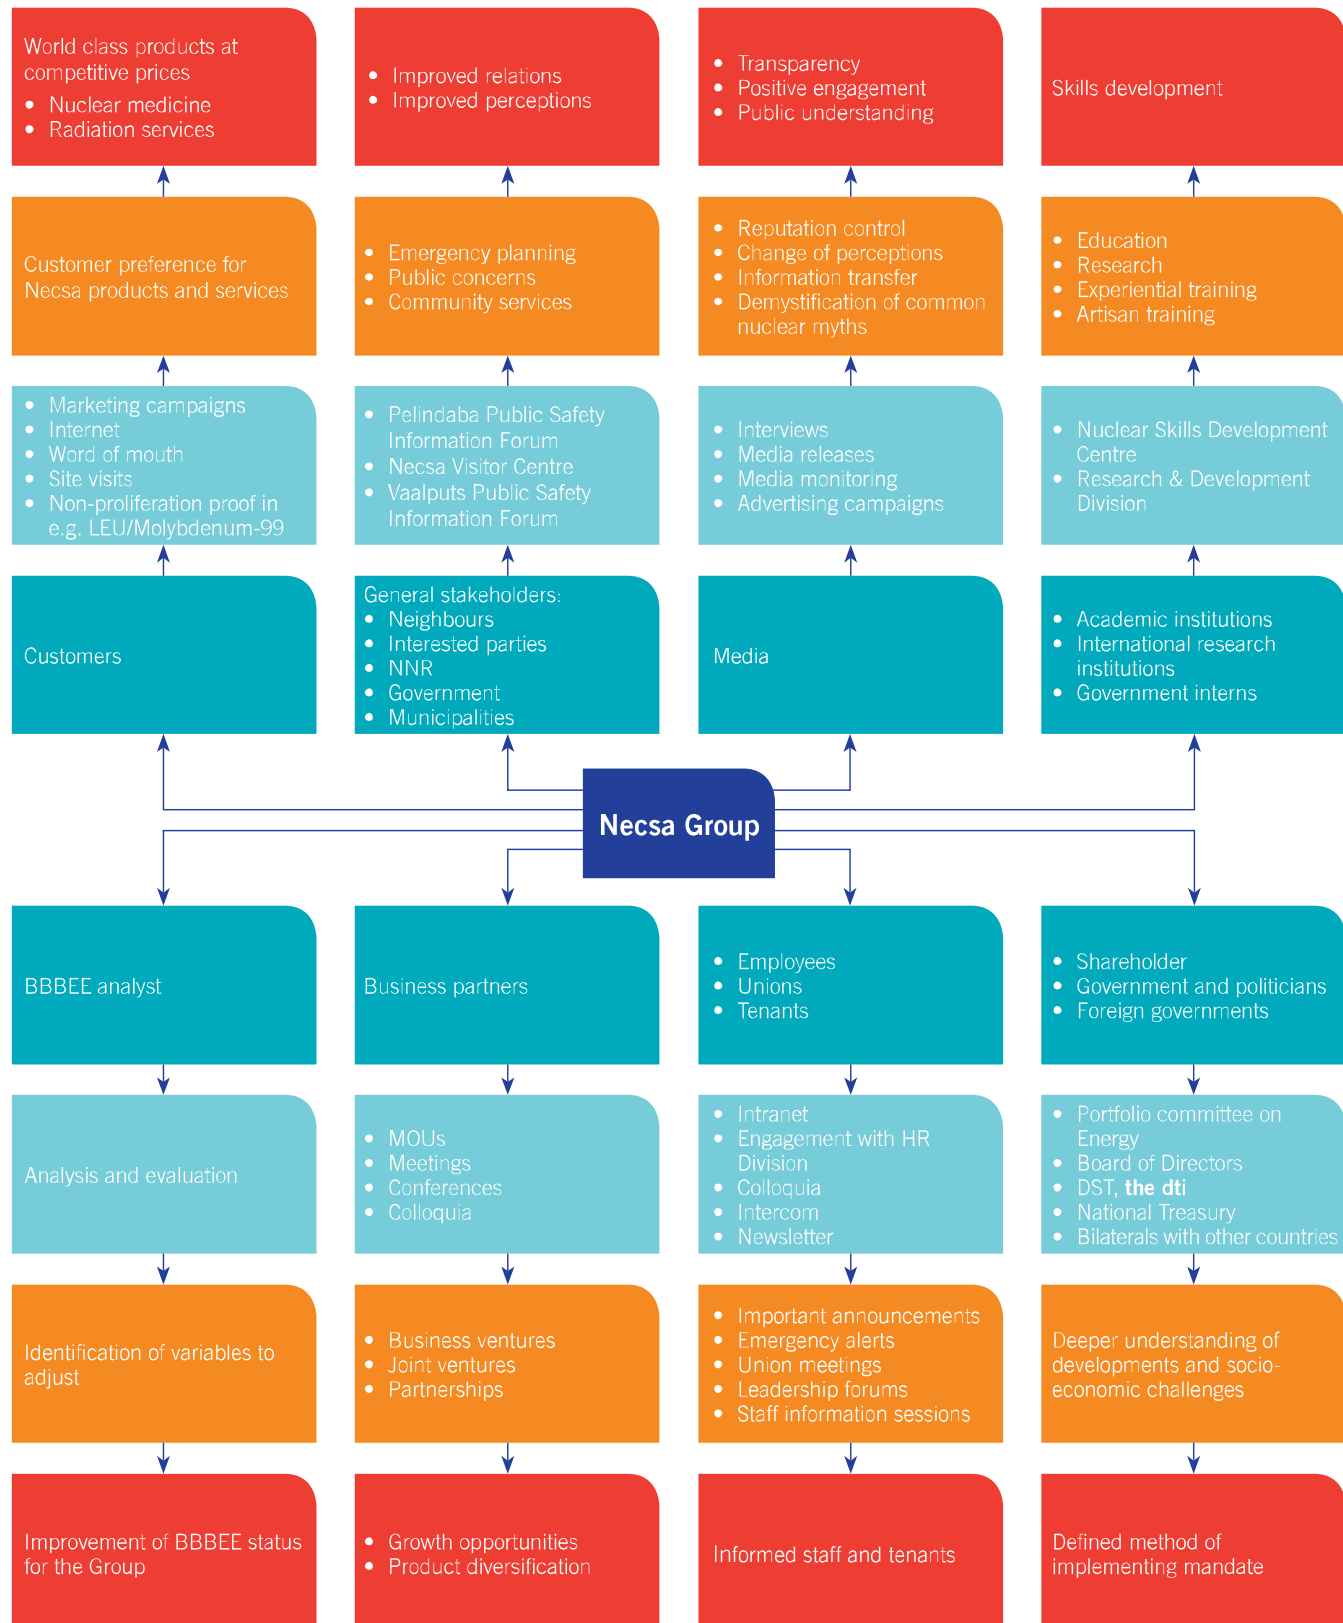 World class products at
competitive prices
• Nuclear medicine
• Radiation services
• Improved relations
• Improved perceptions
• Transparency
• Positive engagement
• Public understanding
Skills development
Customer preference for
Necsa products and services
• Emergency planning
• Public concerns
• Community services
• Reputation control
• Change of perceptions
• Information transfer
• Demystification of common
nuclear myths
• Education
• Research
• Experiential training
• Artisan training
• Marketing campaigns
• Internet
• Word of mouth
• Site visits
• Non-proliferation proof in
e.g. LEU/Molybdenum-99
• Pelindaba Public Safety
Information Forum
• Necsa Visitor Centre
• Vaalputs Public Safety
Information Forum
• Interviews
• Media releases
• Media monitoring
• Advertising campaigns
• Nuclear Skills Development
Centre
• Research & Development
Division
Customers
General stakeholders:
• Neighbours
• Interested parties
• NNR
• Government
• Municipalities
Media
• Academic institutions
• International research
institutions
• Government interns
Necsa Group
BBBEE analyst
Business partners
• Employees
• Unions
• Tenants
• Shareholder
• Government and politicians
• Foreign governments
Analysis and evaluation
• MOUs
• Meetings
• Conferences
• Colloquia
• Intranet
• Engagement with HR
Division
• Colloquia
• Intercom
• Newsletter
• Portfolio committee on
Energy
• Board of Directors
• DST, the dti
• National Treasury
• Bilaterals with other countries
Identification of variables to
adjust
• Business ventures
• Joint ventures
• Partnerships
• Important announcements
• Emergency alerts
• Union meetings
• Leadership forums
• Staff information sessions
Deeper understanding of
developments and socio-
economic challenges
Improvement of BBBEE status
for the Group
• Growth opportunities
• Product diversification
Informed staff and tenants
Defined method of
implementing mandate